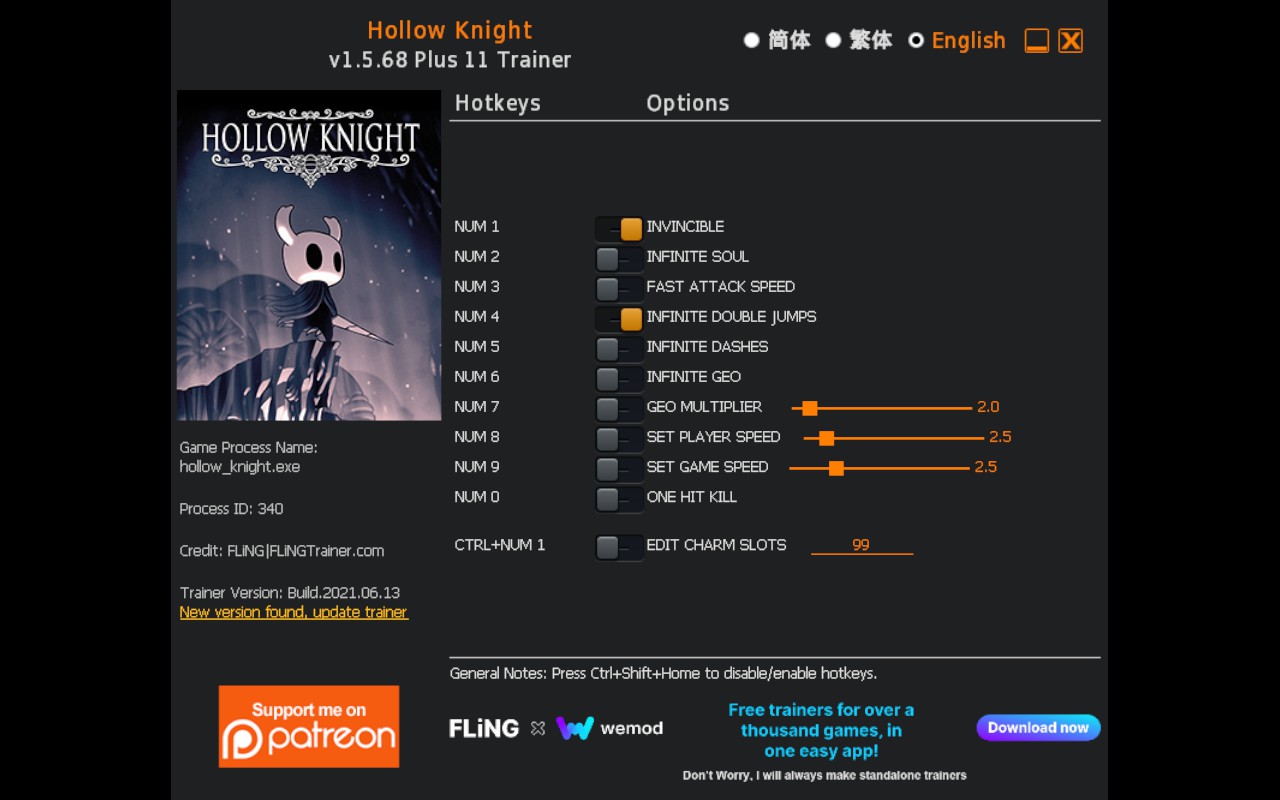 Hollow Knight
v1.5.68 Plus 11 Trainer
简体 繁体 English
HOLLOW KNIGHT
Hotkeys Options
NUM 1 INVINCIBLE
NUM 2 INFINITE SOUL
NUM 3 FAST ATTACK SPEED
NUM 4 INFINITE DOUBLE JUMPS
NUM 5 INFINITE DASHES
NUM 6 INFINITE GEO
NUM 7 GEO MULTIPLIER 2.0
NUM 8 SET PLAYER SPEED 2.5
NUM 9 SET GAME SPEED 2.5
NUM 0 ONE HIT KILL
CTRL+NUM 1 EDIT CHARM SLOTS 99
Game Process Name:
hollow_knight.exe
Process ID: 340
Credit: FLiNG|FLiNGTrainer.com
Trainer Version: Build.2021.06.13
New version found, update trainer
Support me on
patreon
General Notes: Press Ctrl+Shift+Home to disable/enable hotkeys.
FLiNG wemod
Free trainers for over a
thousand games, in
one easy app!
Download now
Don't Worry, I will always make standalone trainers